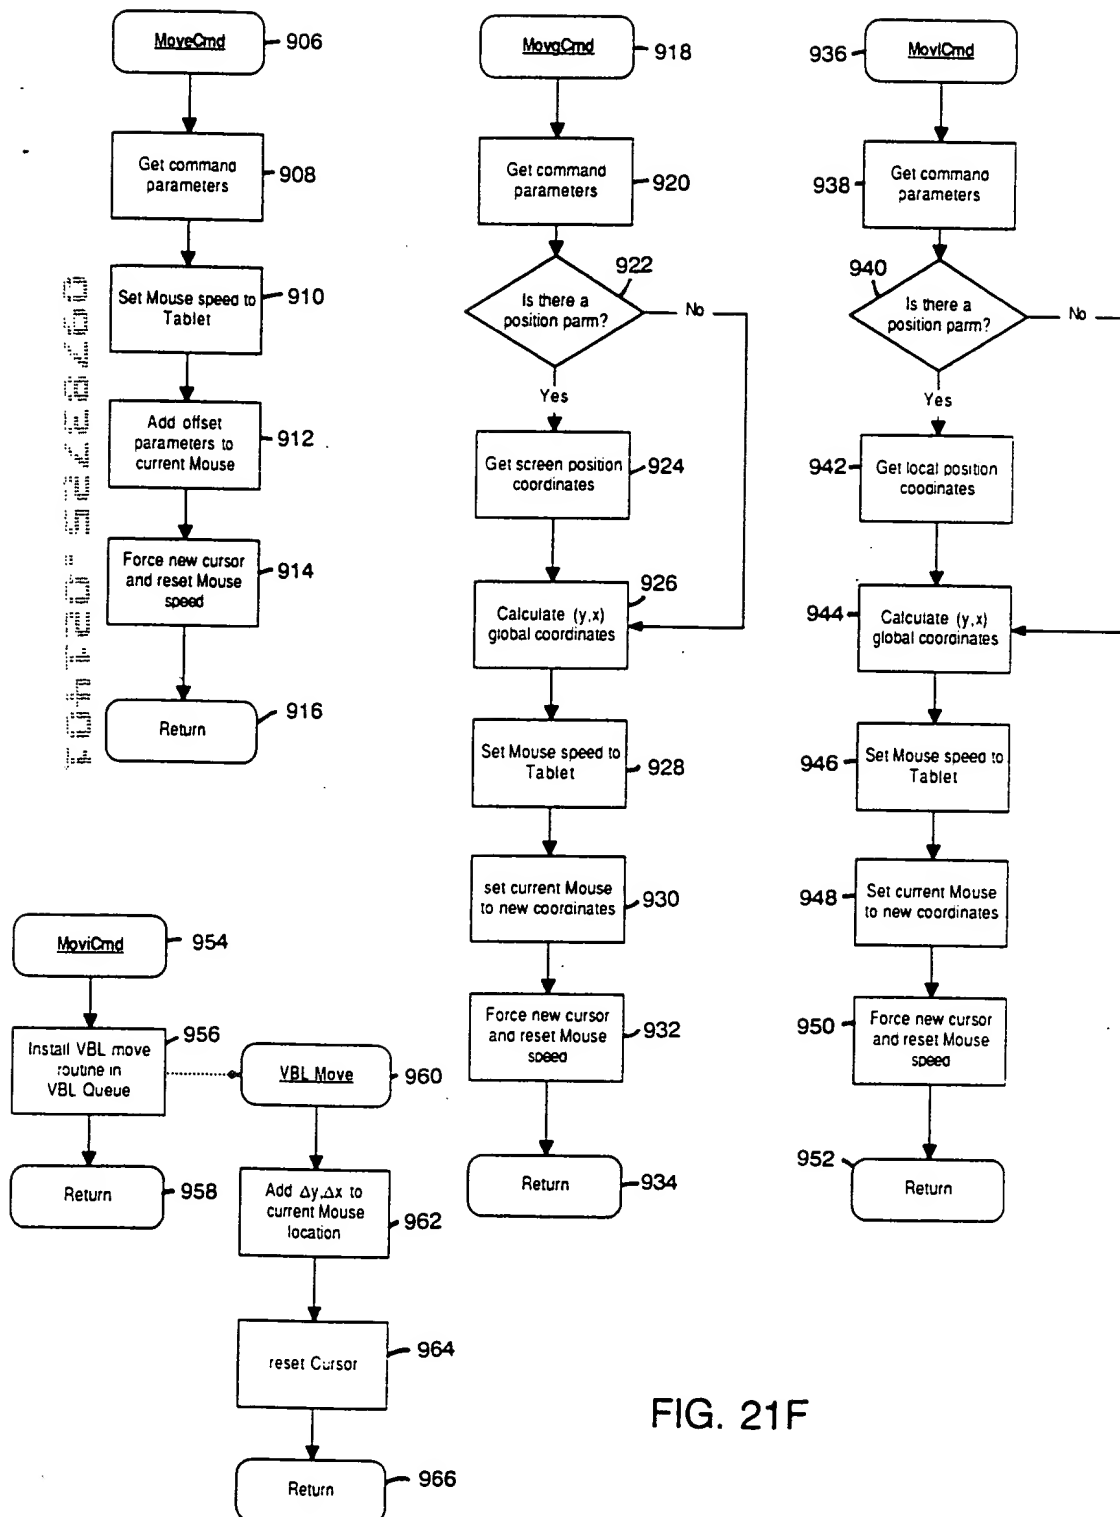 MoveCmd
906
Get command
parameters
908
Set Mouse speed to
Tablet
910
Add offset
parameters to
current Mouse
912
Force new cursor
and reset Mouse
speed
914
Return
916
MovgCmd
918
Get command
parameters
920
922
Is there a
position parm?
No
Yes
Get screen position
coordinates
924
926
Calculate (y,x)
global coordinates
Set Mouse speed to
Tablet
928
set current Mouse
to new coordinates
930
Force new cursor
and reset Mouse
speed
932
Return
934
MovlCmd
936
Get command
parameters
938
940
Is there a
position parm?
No
Yes
942
Get local position
coodinates
944
Calculate (y,x)
global coordinates
946
Set Mouse speed to
Tablet
948
Set current Mouse
to new coordinates
950
Force new cursor
and reset Mouse
speed
952
Return
MoviCmd
954
956
Install VBL move
routine in
VBL Queue
Return
958
VBL Move
960
Add Δy,Δx to
current Mouse
location
962
reset Cursor
964
Return
966
FIG. 21F